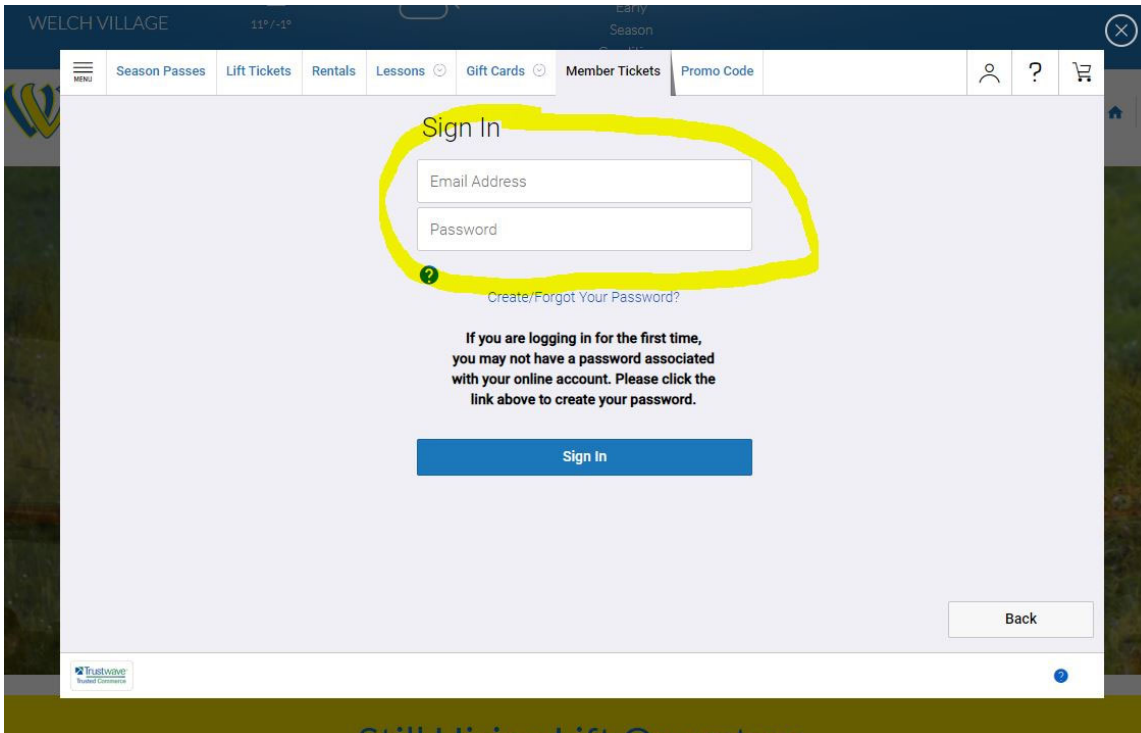 WELCH VILLAGE
11°/-1°
Early
Season
MENU
Season Passes
Lift Tickets
Rentals
Lessons
Gift Cards
Member Tickets
Promo Code
?
Sign In
Email Address
Password
?
Create/Forgot Your Password?
If you are logging in for the first time,
you may not have a password associated
with your online account. Please click the
link above to create your password.
Sign In
Back
Trustwave
Trusted Commerce
?